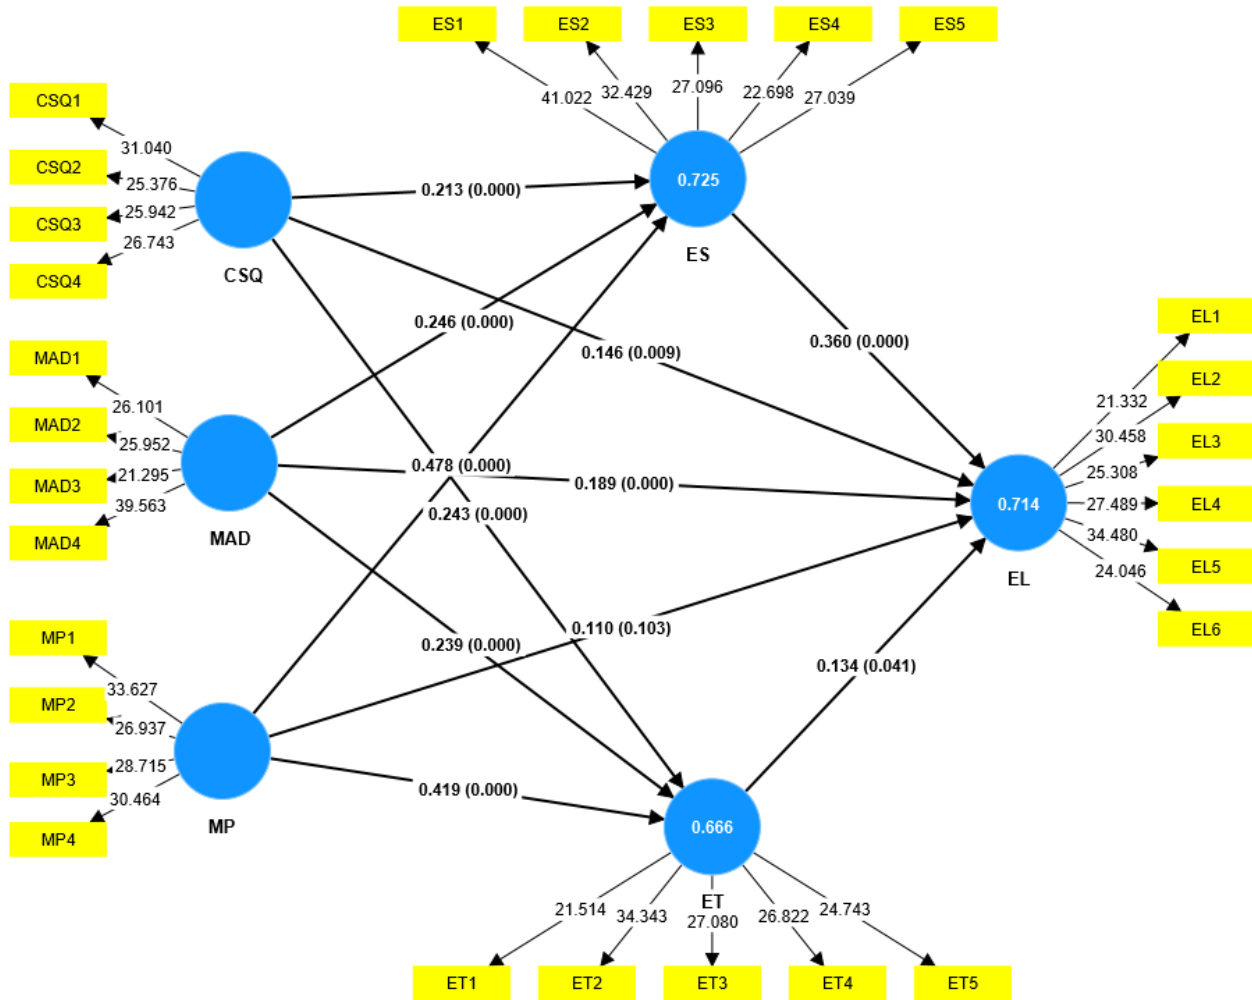 ES1
ES2
ES3
ES4
ES5
41.022
32.429
27.096
22.698
27.039
CSQ1
CSQ2
CSQ3
CSQ4
31.040
25.376
25.942
26.743
CSQ
0.725
ES
0.213 (0.000)
0.246 (0.000)
0.146 (0.009)
0.360 (0.000)
MAD1
MAD2
MAD3
MAD4
26.101
25.952
21.295
39.563
MAD
0.478 (0.000)
0.189 (0.000)
0.243 (0.000)
EL1
EL2
EL3
EL4
EL5
EL6
21.332
30.458
25.308
27.489
34.480
24.046
0.714
EL
MP1
MP2
MP3
MP4
33.627
26.937
28.715
30.464
MP
0.239 (0.000)
0.110 (0.103)
0.134 (0.041)
0.419 (0.000)
0.666
ET
21.514
34.343
27.080
26.822
24.743
ET1
ET2
ET3
ET4
ET5